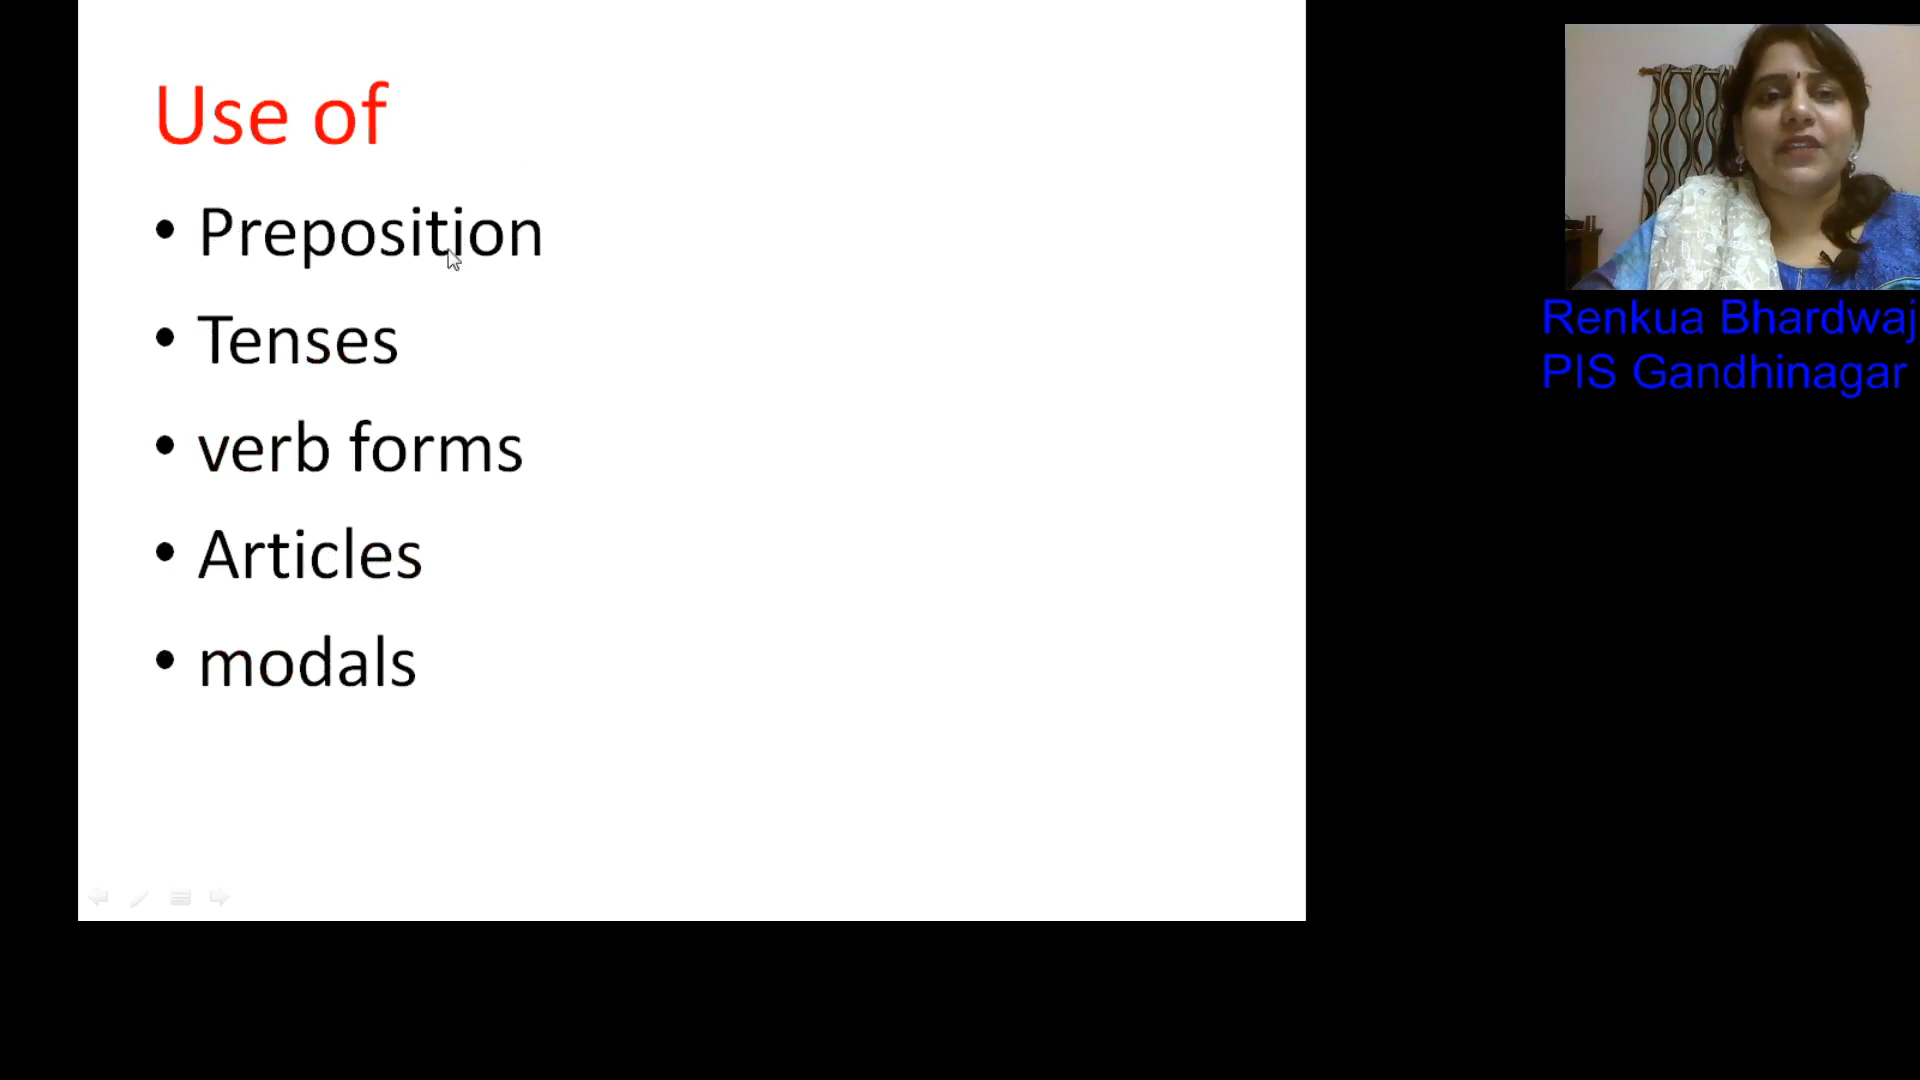 Use of
• Preposition
• Tenses
• verb forms
• Articles
• modals
Renkua Bhardwaj
PIS Gandhinagar